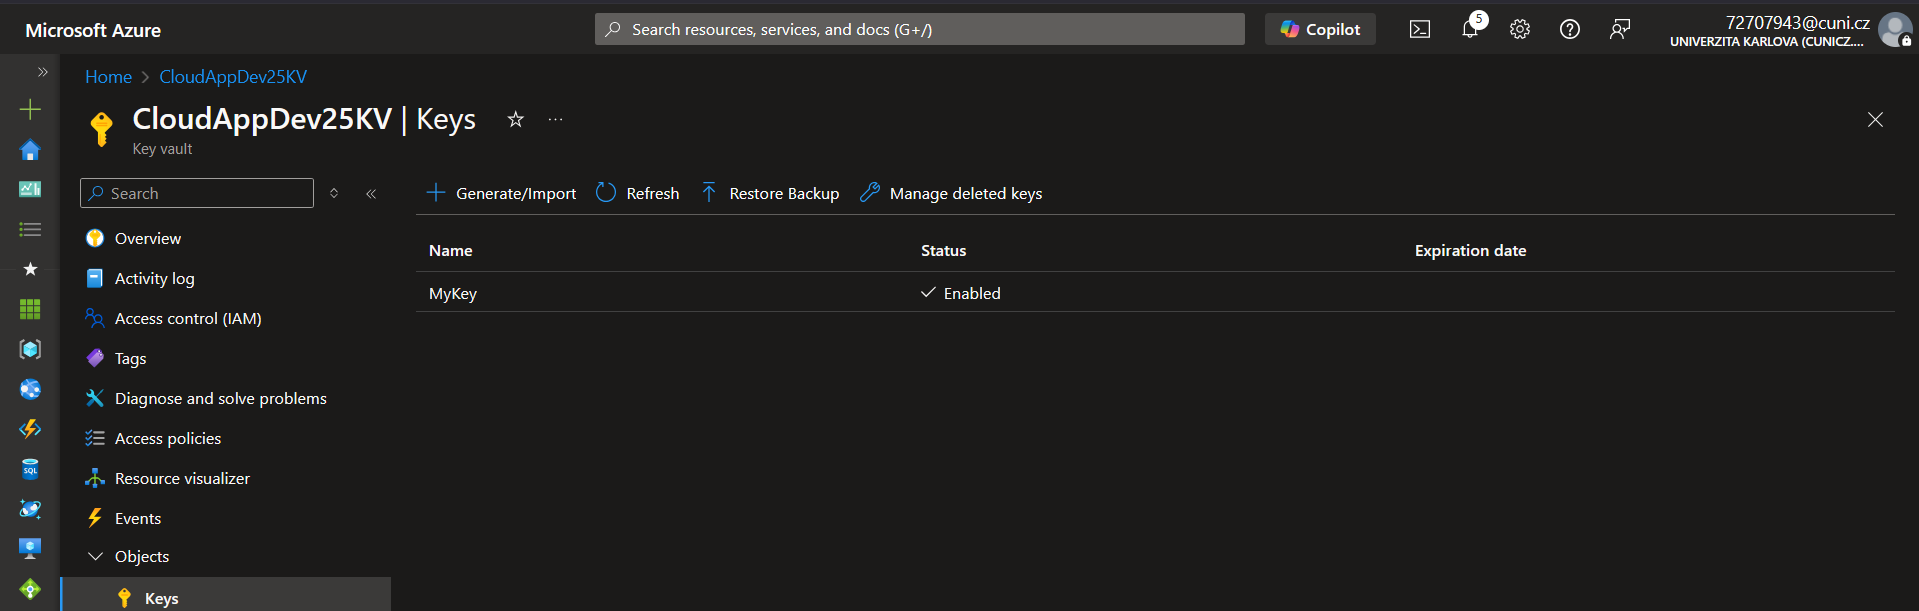 Microsoft Azure
Search resources, services, and docs (G+/)
Copilot
5
72707943@cuni.cz
UNIVERZITA KARLOVA (CUNICZ....
Home > CloudAppDev25KV
CloudAppDev25KV | Keys
Key vault
Search
Generate/Import
Refresh
Restore Backup
Manage deleted keys
Overview
Activity log
Access control (IAM)
Tags
Diagnose and solve problems
Access policies
Resource visualizer
Events
Objects
Keys
Name Status Expiration date
MyKey Enabled
SQL